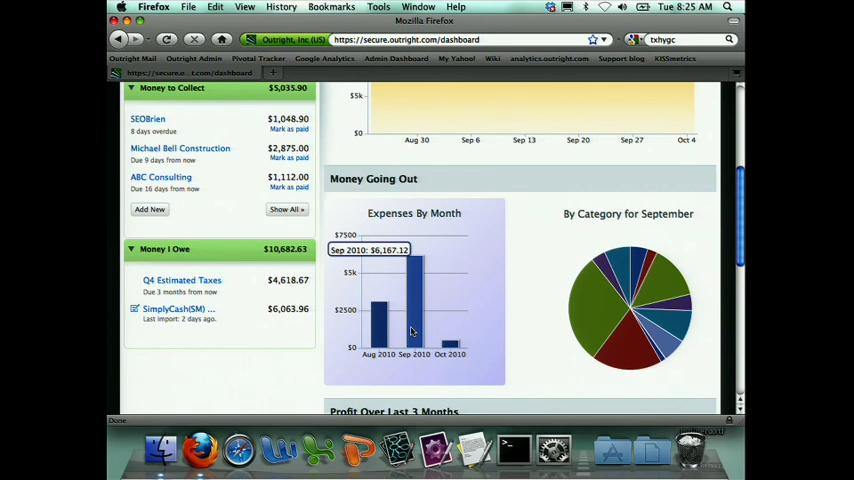 Firefox File Edit View History Bookmarks Tools Window Help Tue 8:25 AM
Mozilla Firefox
Outright, Inc (US) https://secure.outright.com/dashboard txhygc
Outright Mail Outright Admin Pivotal Tracker Google Analytics Admin Dashboard My Yahoo! Wiki analytics.outright.com Support blog KISSmetrics
https://secure.o...t.com/dashboard
Money to Collect $5,035.90
SEOBrien $1,048.90
8 days overdue Mark as paid
Michael Bell Construction $2,875.00
Due 9 days from now Mark as paid
ABC Consulting $1,112.00
Due 16 days from now Mark as paid
Add New Show All »
Money I Owe $10,682.63
Q4 Estimated Taxes $4,618.67
Due 3 months from now
SimplyCash(SM) ... $6,063.96
Last import: 2 days ago.
$5k
$0
Aug 30 Sep 6 Sep 13 Sep 20 Sep 27 Oct 4
Money Going Out
Expenses By Month
$7500
Sep 2010: $6,167.12
$5k
$2500
$0
Aug 2010 Sep 2010 Oct 2010
By Category for September
Profit Over Last 3 Months
Done